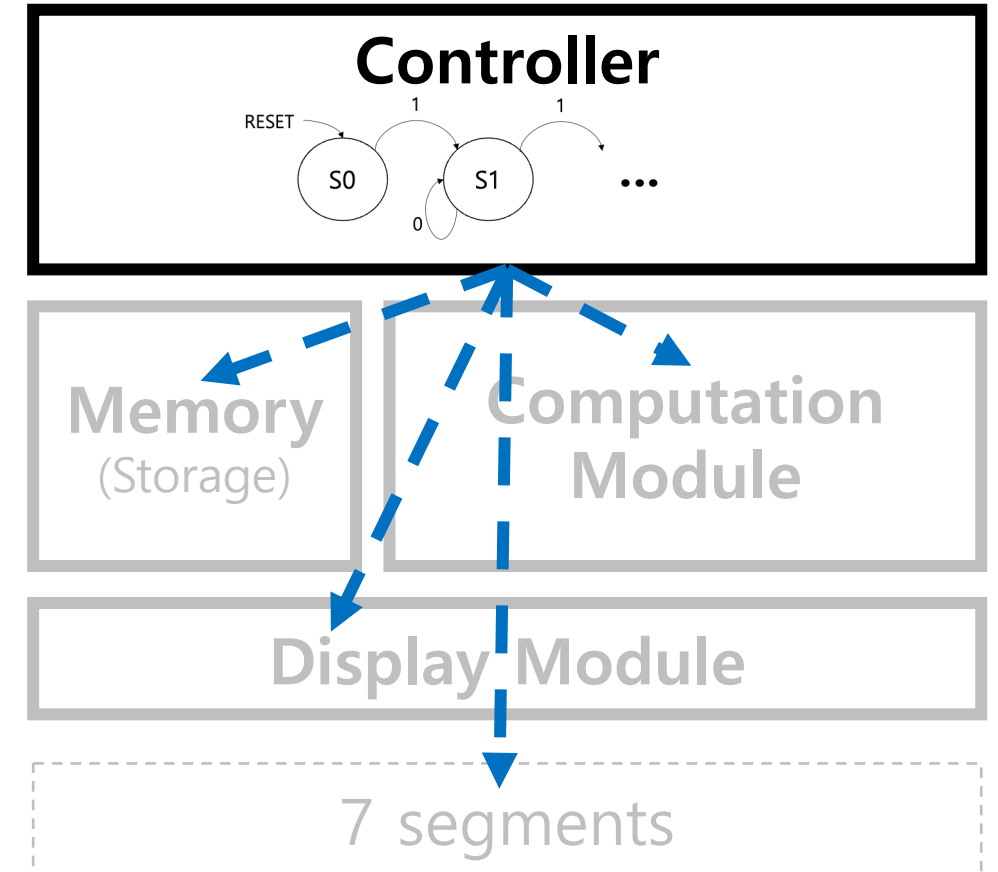 Controller
RESET
1
1
S0
S1
...
0
Memory
(Storage)
Computation
Module
Display Module
7 segments